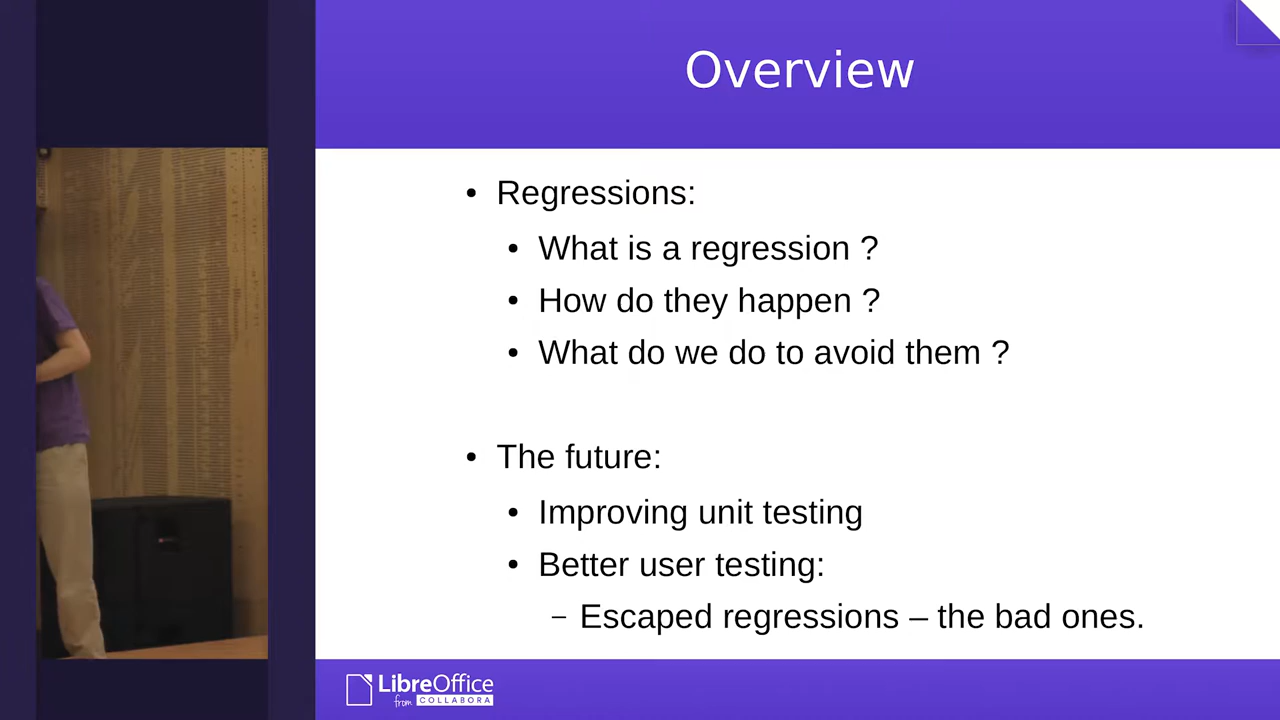 Overview
• Regressions:
• What is a regression ?
• How do they happen ?
• What do we do to avoid them ?
• The future:
• Improving unit testing
• Better user testing:
– Escaped regressions – the bad ones.
LibreOffice
from COLLABORA